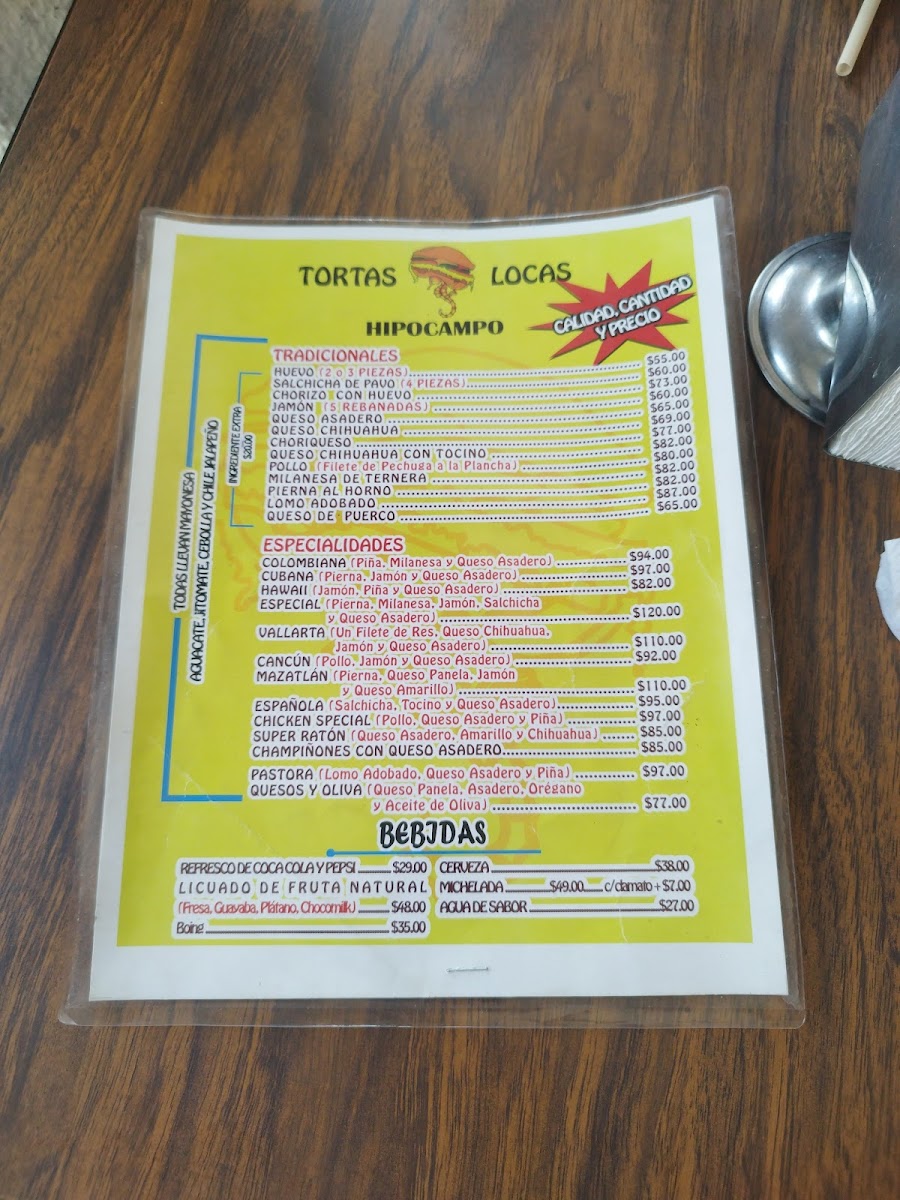 TORTAS LOCAS
HIPOCAMPO
CALIDAD, CANTIDAD
Y PRECIO
TODAS LLEVAN MAYONESA
AGUACATE, JITOMATE, CEBOLLA Y CHILE JALAPEÑO
INGREDIENTE EXTRA
$20.00
TRADICIONALES
HUEVO (2 o 3 PIEZAS) $55.00
SALCHICHA DE PAVO (4 PIEZAS) $60.00
CHORIZO CON HUEVO $73.00
JAMÓN (5 REBANADAS) $60.00
QUESO ASADERO $65.00
QUESO CHIHUAHUA $69.00
CHORIQUESO $77.00
QUESO CHIHUAHUA CON TOCINO $82.00
POLLO (Filete de Pechuga a la Plancha) $80.00
MILANESA DE TERNERA $82.00
PIERNA AL HORNO $82.00
LOMO ADOBADO $87.00
QUESO DE PUERCO $65.00
ESPECIALIDADES
COLOMBIANA (Piña, Milanesa y Queso Asadero) $94.00
CUBANA (Pierna, Jamón y Queso Asadero) $97.00
HAWAII (Jamón, Piña y Queso Asadero) $82.00
ESPECIAL (Pierna, Milanesa, Jamón, Salchicha
y Queso Asadero) $120.00
VALLARTA (Un Filete de Res, Queso Chihuahua,
Jamón y Queso Asadero) $110.00
CANCÚN (Pollo, Jamón y Queso Asadero) $92.00
MAZATLÁN (Pierna, Queso Panela, Jamón
y Queso Amarillo) $110.00
ESPAÑOLA (Salchicha, Tocino y Queso Asadero) $95.00
CHICKEN SPECIAL (Pollo, Queso Asadero y Piña) $97.00
SUPER RATÓN (Queso Asadero, Amarillo y Chihuahua) $85.00
CHAMPIÑONES CON QUESO ASADERO $85.00
PASTORA (Lomo Adobado, Queso Asadero y Piña) $97.00
QUESOS Y OLIVA (Queso Panela, Asadero, Orégano
y Aceite de Oliva) $77.00
BEBIDAS
REFRESCO DE COCA COLA Y PEPSI $29.00
LICUADO DE FRUTA NATURAL
(Fresa, Guayaba, Plátano, Chocomilk) $48.00
Boing $35.00
CERVEZA $38.00
MICHELADA $49.00 c/clamato + $7.00
AGUA DE SABOR $27.00